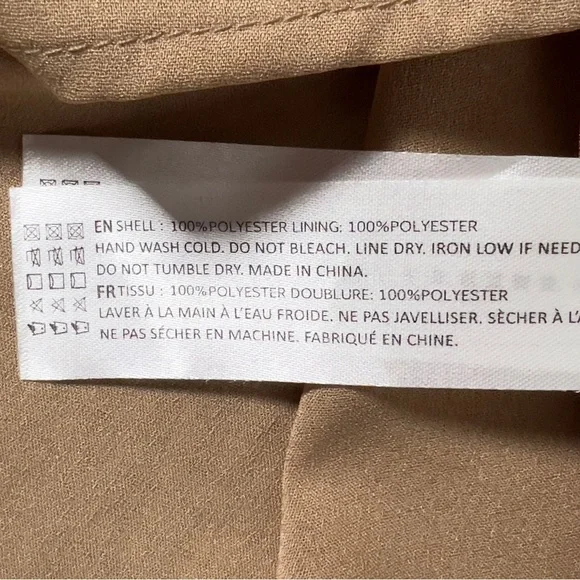 EN SHELL : 100%POLYESTER LINING: 100%POLYESTER
HAND WASH COLD. DO NOT BLEACH. LINE DRY. IRON LOW IF NEED
DO NOT TUMBLE DRY. MADE IN CHINA.
FR TISSU : 100%POLYESTER DOUBLURE: 100%POLYESTER
LAVER À LA MAIN À L'EAU FROIDE. NE PAS JAVELLISER. SÈCHER À L'
NE PAS SÉCHER EN MACHINE. FABRIQUÉ EN CHINE.